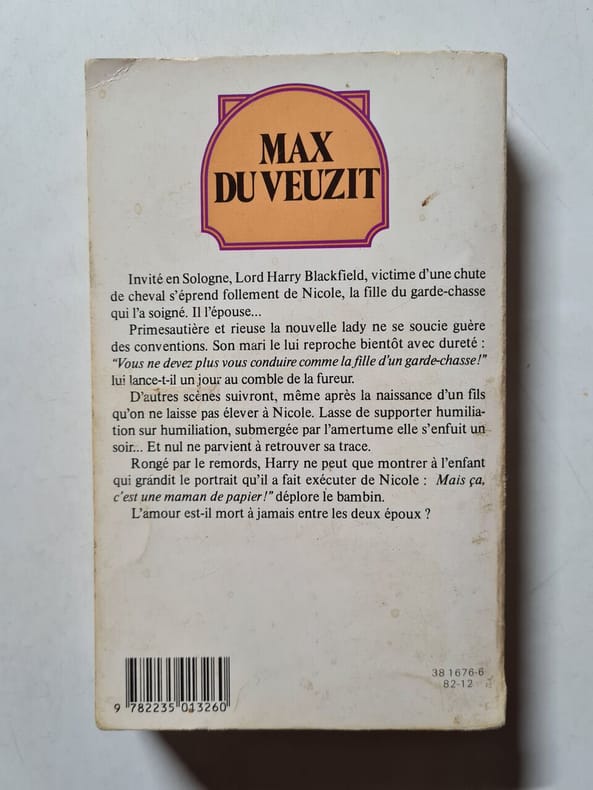 MAX
DU VEUZIT
Invité en Sologne, Lord Harry Blackfield, victime d'une chute
de cheval s'éprend follement de Nicole, la fille du garde-chasse
qui l'a soigné. Il l'épouse...
Primesautière et rieuse la nouvelle lady ne se soucie guère
des conventions. Son mari le lui reproche bientôt avec dureté :
"Vous ne devez plus vous conduire comme la fille d'un garde-chasse!"
lui lance-t-il un jour au comble de la fureur.
D'autres scènes suivront, même après la naissance d'un fils
qu'on ne laisse pas élever à Nicole. Lasse de supporter humilia-
tion sur humiliation, submergée par l'amertume elle s'enfuit un
soir... Et nul ne parvient à retrouver sa trace.
Rongé par le remords, Harry ne peut que montrer à l'enfant
qui grandit le portrait qu'il a fait exécuter de Nicole : Mais ça,
c'est une maman de papier!" déplore le bambin.
L'amour est-il mort à jamais entre les deux époux ?
38 1676-6
82-12
9 782235 013260